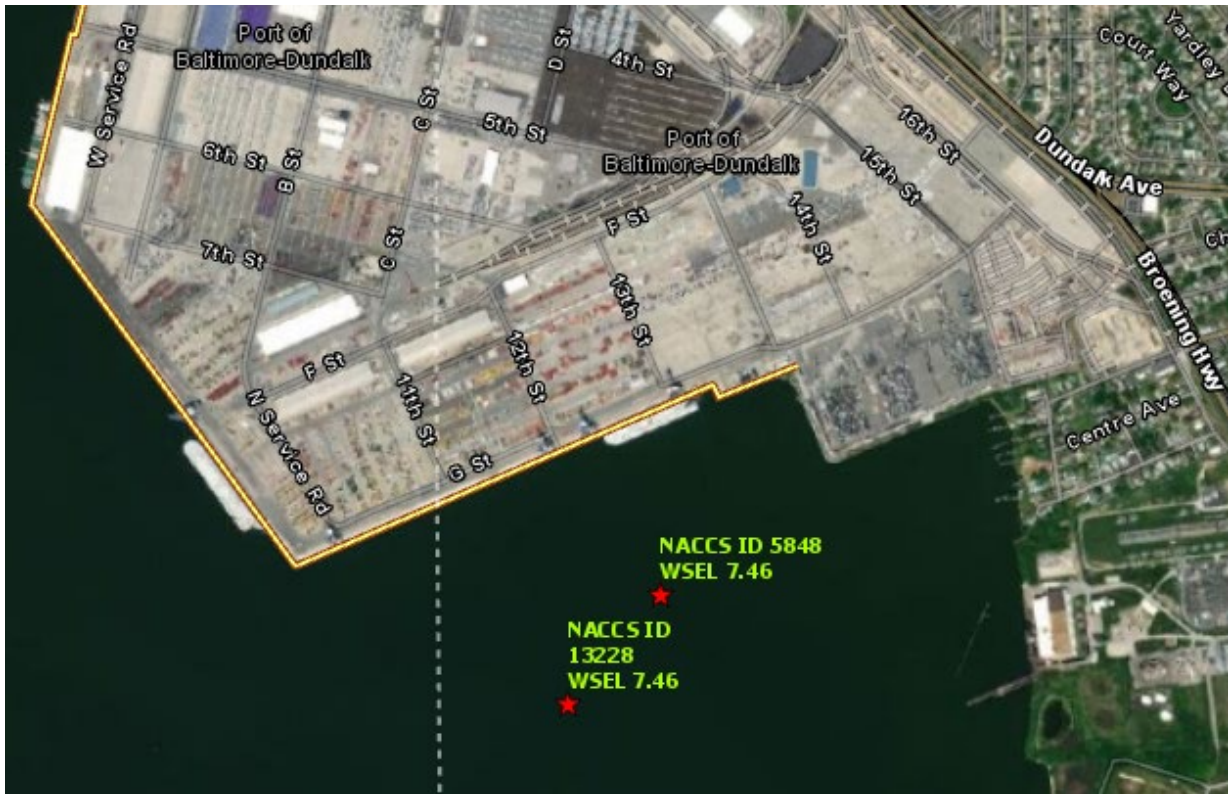 Port of
Baltimore-Dundalk
W Service Rd
D St
4th St
Court Way
Yardley
C St
5th St
6th St
B St
Port of
Baltimore-Dundalk
16th St
15th St
Dundalk Ave
7th St
C St
F St
14th St
13th St
Broening Hwy
F St
12th St
11th St
N Service Rd
G St
Centre Ave
NACCS ID 5848
WSEL 7.46
NACCS ID
13228
WSEL 7.46